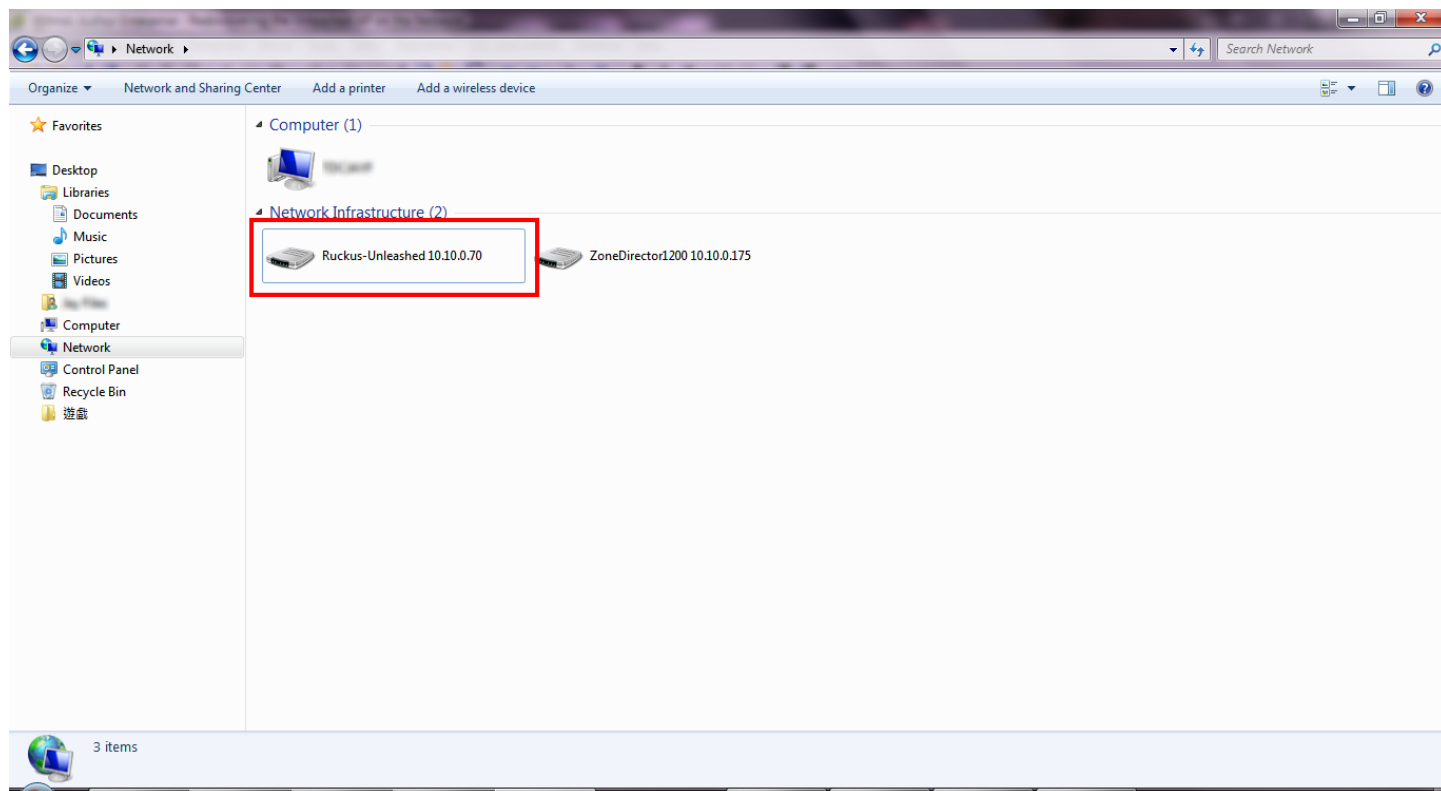 Network
Search Network
Organize Network and Sharing Center Add a printer Add a wireless device
Favorites
Desktop
Libraries
Documents
Music
Pictures
Videos
Computer
Network
Control Panel
Recycle Bin
遊戲
Computer (1)
Network Infrastructure (2)
Ruckus-Unleashed 10.10.0.70 ZoneDirector1200 10.10.0.175
3 items